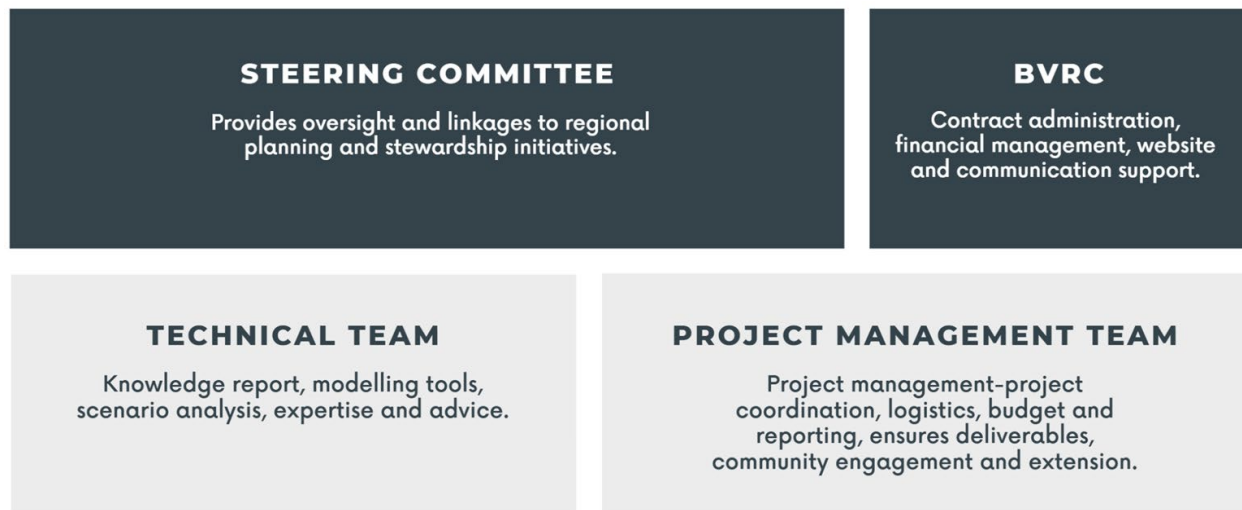 STEERING COMMITTEE
Provides oversight and linkages to regional
planning and stewardship initiatives.
BVRC
Contract administration,
financial management, website
and communication support.
TECHNICAL TEAM
Knowledge report, modelling tools,
scenario analysis, expertise and advice.
PROJECT MANAGEMENT TEAM
Project management-project
coordination, logistics, budget and
reporting, ensures deliverables,
community engagement and extension.